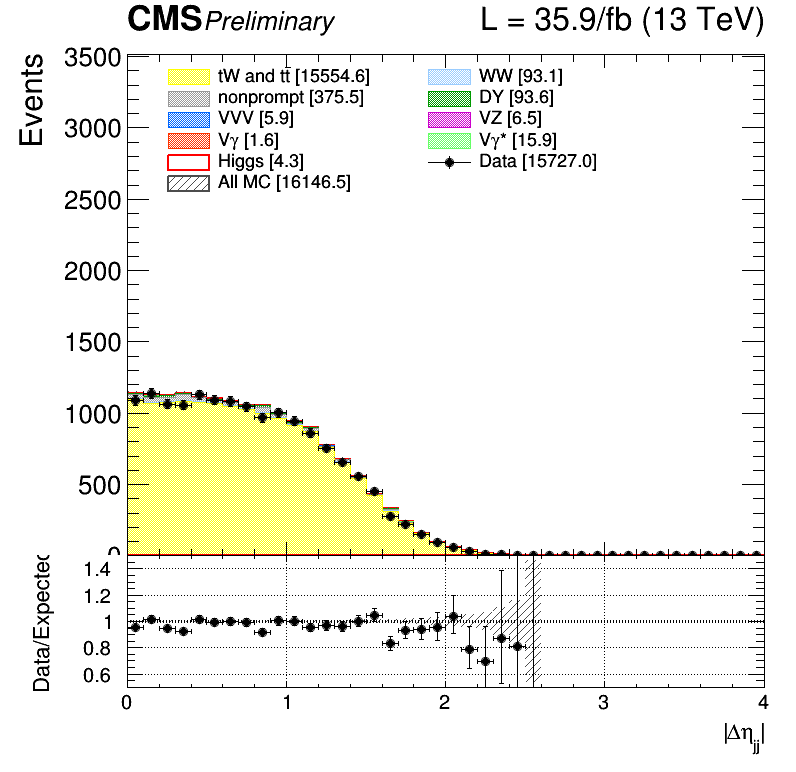 CMS Preliminary L = 35.9/fb (13 TeV)
Events
3500
3000
2500
2000
1500
1000
500
0
tW and tt̄ [15554.6]
nonprompt [375.5]
VVV [5.9]
Vγ [1.6]
Higgs [4.3]
All MC [16146.5]
WW [93.1]
DY [93.6]
VZ [6.5]
Vγ* [15.9]
Data [15727.0]
Data/Expected
1.4
1.2
1
0.8
0.6
0 1 2 3 4
|Δη_jj|